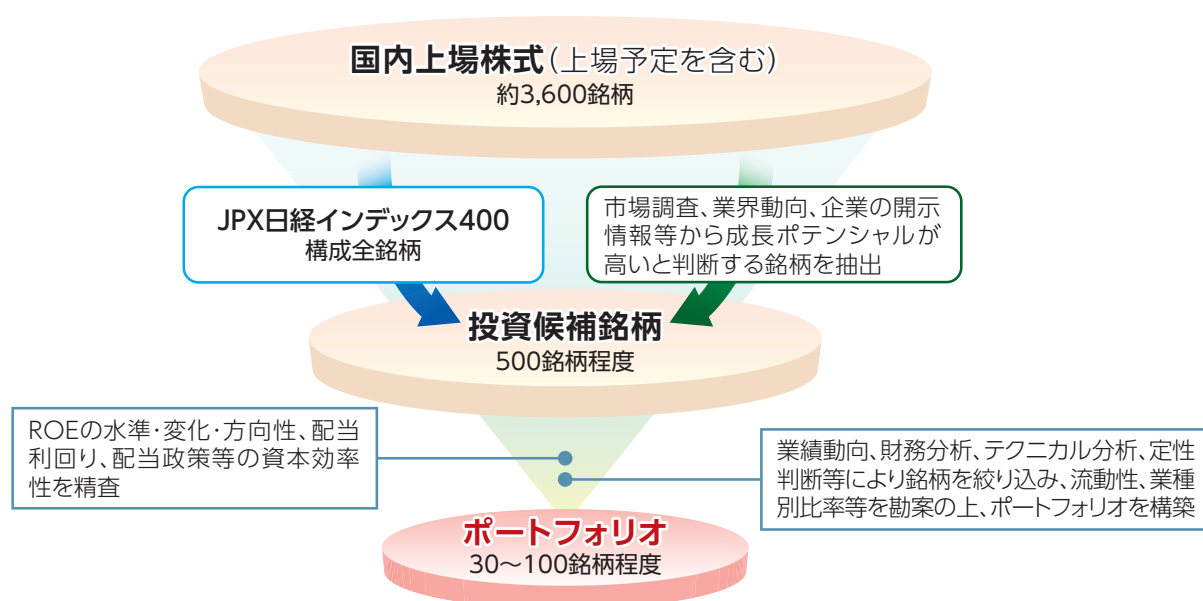 国内上場株式（上場予定を含む）
約3,600銘柄
JPX日経インデックス400
構成全銘柄
市場調査、業界動向、企業の開示
情報等から成長ポテンシャルが
高いと判断する銘柄を抽出
投資候補銘柄
500銘柄程度
ROEの水準・変化・方向性、配当
利回り、配当政策等の資本効率
性を精査
業績動向、財務分析、テクニカル分析、定性
判断等により銘柄を絞り込み、流動性、業種
別比率等を勘案の上、ポートフォリオを構築
ポートフォリオ
30～100銘柄程度